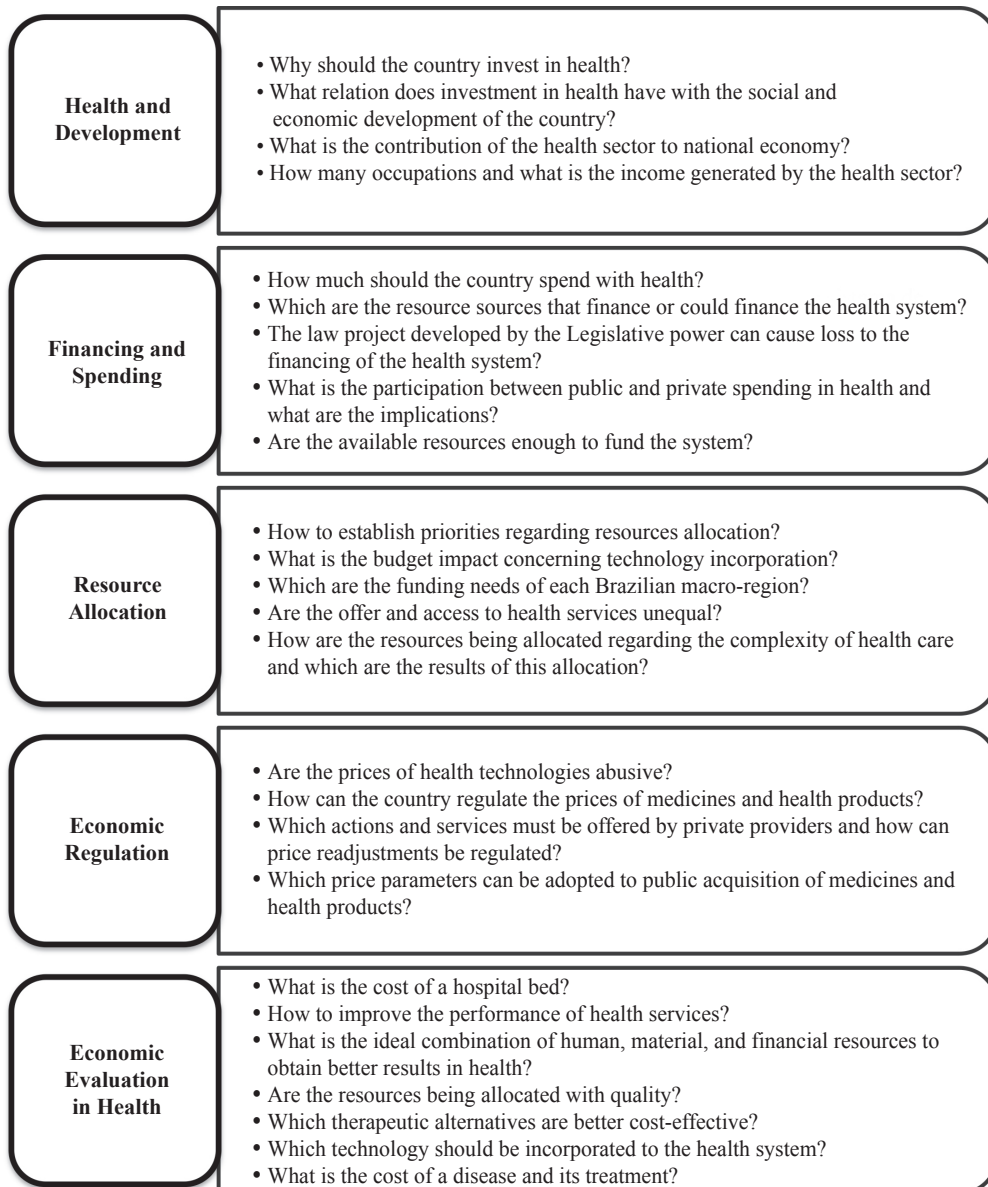 Health and
Development
• Why should the country invest in health?
• What relation does investment in health have with the social and
economic development of the country?
• What is the contribution of the health sector to national economy?
• How many occupations and what is the income generated by the health sector?
Financing and
Spending
• How much should the country spend with health?
• Which are the resource sources that finance or could finance the health system?
• The law project developed by the Legislative power can cause loss to the
financing of the health system?
• What is the participation between public and private spending in health and
what are the implications?
• Are the available resources enough to fund the system?
Resource
Allocation
• How to establish priorities regarding resources allocation?
• What is the budget impact concerning technology incorporation?
• Which are the funding needs of each Brazilian macro-region?
• Are the offer and access to health services unequal?
• How are the resources being allocated regarding the complexity of health care
and which are the results of this allocation?
Economic
Regulation
• Are the prices of health technologies abusive?
• How can the country regulate the prices of medicines and health products?
• Which actions and services must be offered by private providers and how can
price readjustments be regulated?
• Which price parameters can be adopted to public acquisition of medicines and
health products?
Economic
Evaluation
in Health
• What is the cost of a hospital bed?
• How to improve the performance of health services?
• What is the ideal combination of human, material, and financial resources to
obtain better results in health?
• Are the resources being allocated with quality?
• Which therapeutic alternatives are better cost-effective?
• Which technology should be incorporated to the health system?
• What is the cost of a disease and its treatment?